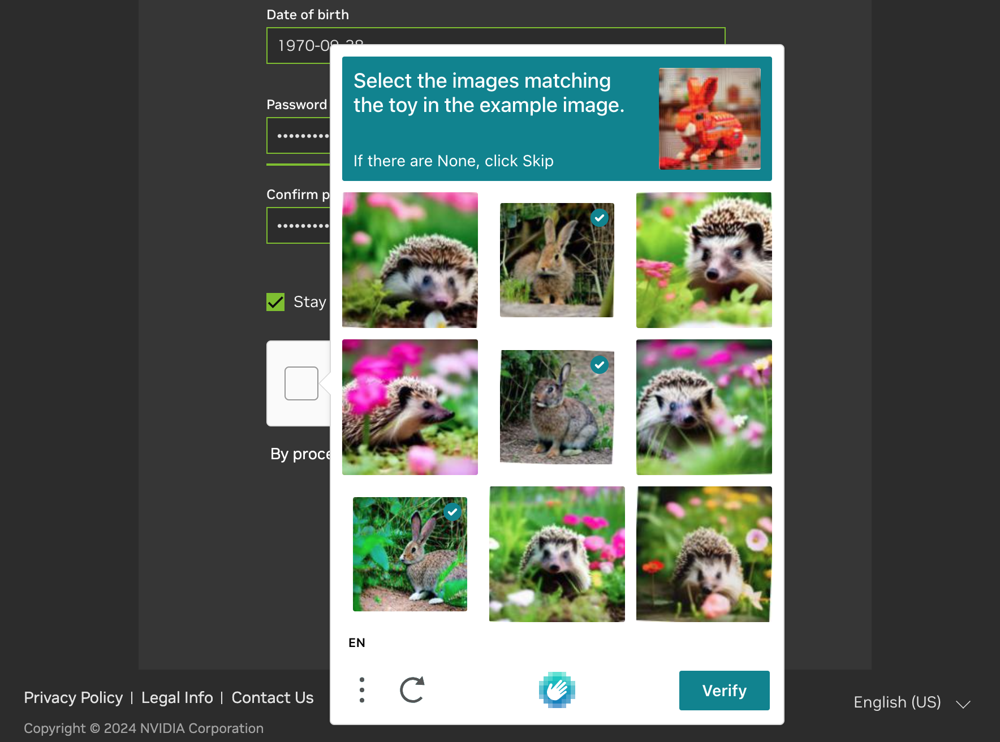 Date of birth
1970-09-28
Password
•••••••••
Confirm p
•••••••••
Stay
By proce
Select the images matching
the toy in the example image.
If there are None, click Skip
EN
Verify
Privacy Policy | Legal Info | Contact Us
English (US)
Copyright © 2024 NVIDIA Corporation